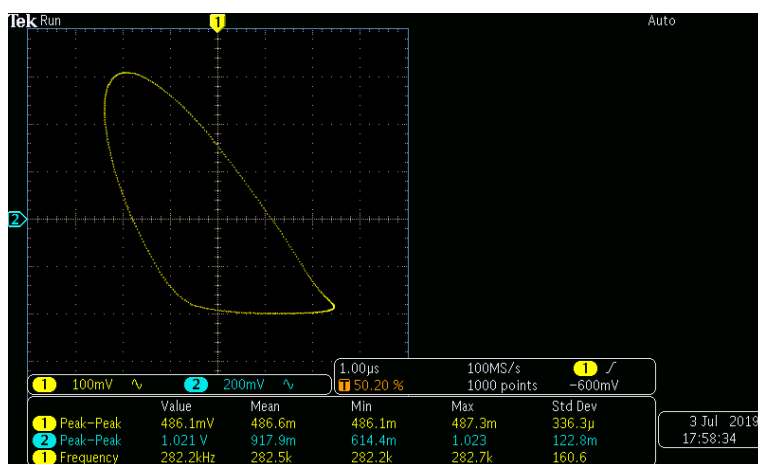 Tek Run 1 Auto
2
1 100mV ∿ 2 200mV ∿
1.00µs 100MS/s 1 ∫
T 50.20 % 1000 points −600mV
Value Mean Min Max Std Dev
1 Peak−Peak 486.1mV 486.6m 486.1m 487.3m 336.3µ
2 Peak−Peak 1.021 V 917.9m 614.4m 1.023 122.8m
1 Frequency 282.2kHz 282.5k 282.2k 282.7k 160.6
3 Jul 2019
17:58:34